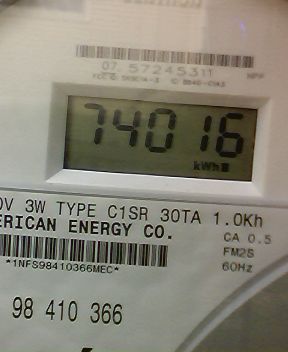 07 57245311
74016
kWh
0V 3W TYPE C1SR 30TA 1.0Kh
ERICAN ENERGY CO.
CA 0.5
FM2S
*1NFS98410366MEC*
60Hz
98 410 366